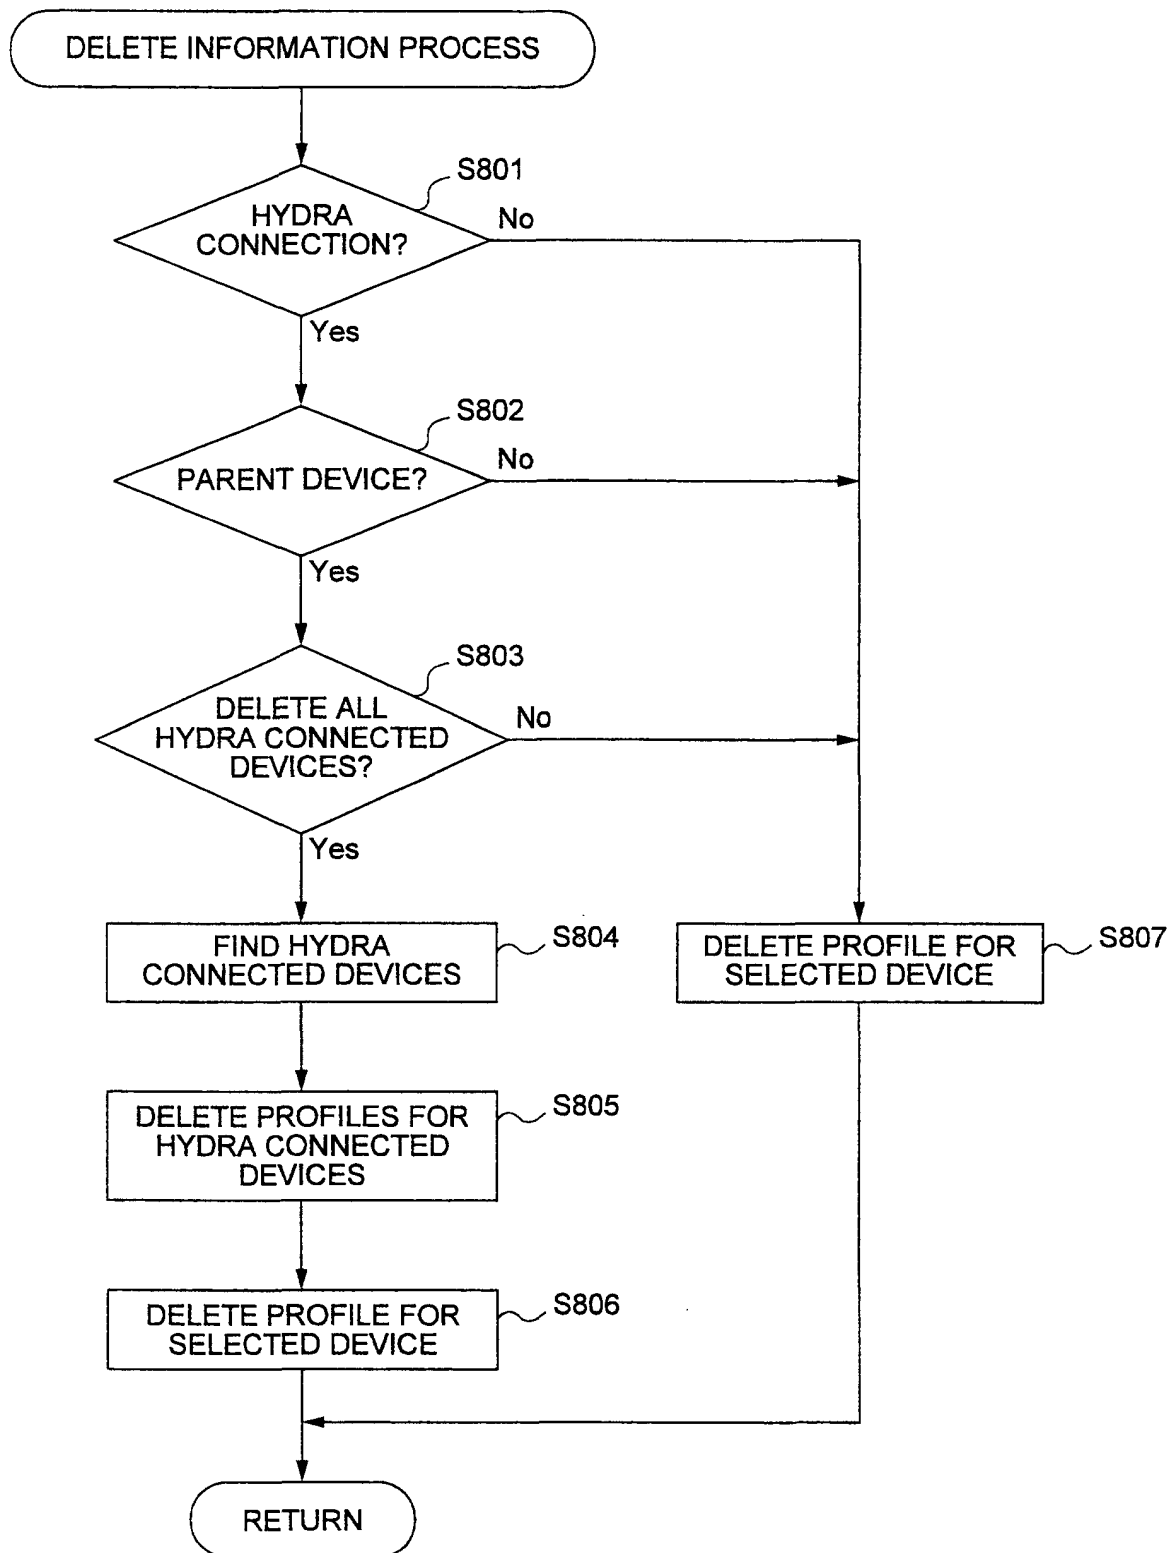 DELETE INFORMATION PROCESS
S801
HYDRA
CONNECTION?
No
Yes
S802
PARENT DEVICE?
No
Yes
S803
DELETE ALL
HYDRA CONNECTED
DEVICES?
No
Yes
FIND HYDRA
CONNECTED DEVICES
S804
DELETE PROFILE FOR
SELECTED DEVICE
S807
DELETE PROFILES FOR
HYDRA CONNECTED
DEVICES
S805
DELETE PROFILE FOR
SELECTED DEVICE
S806
RETURN